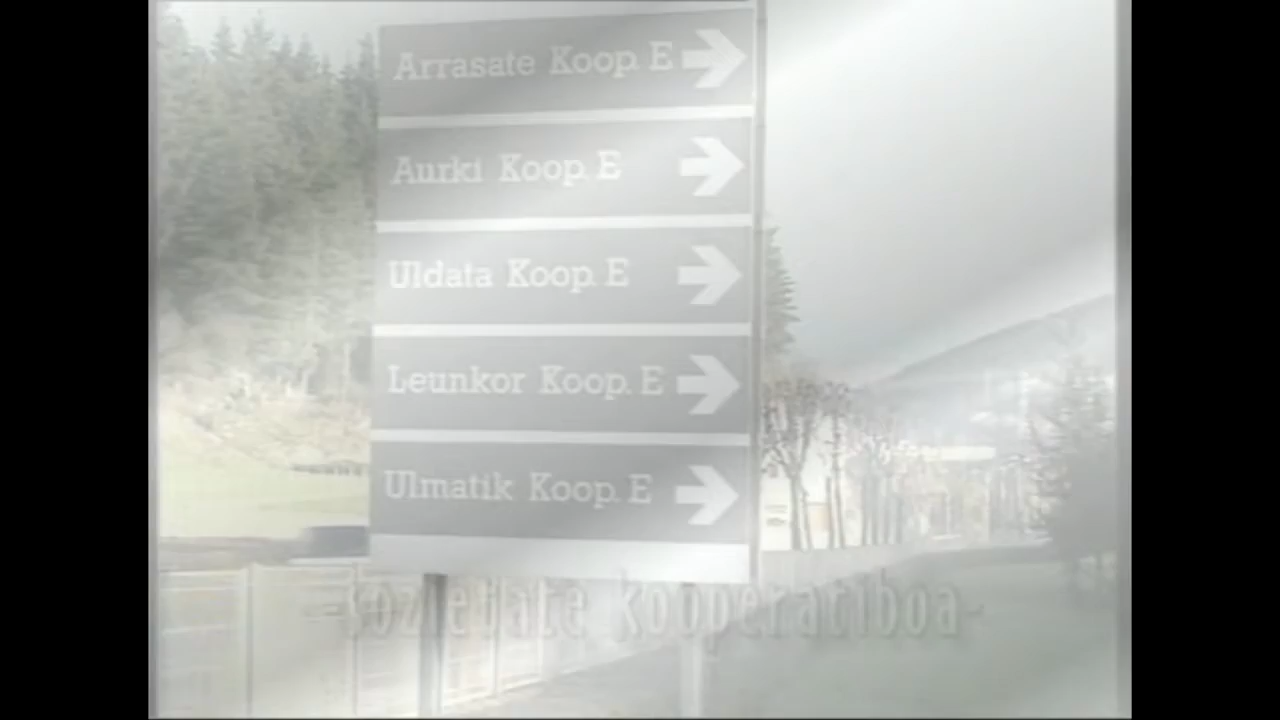 Arrasate Koop. E
Aurki Koop. E
Uldata Koop. E
Leunkor Koop. E
Ulmatik Koop. E
-sozietate kooperatiboa-